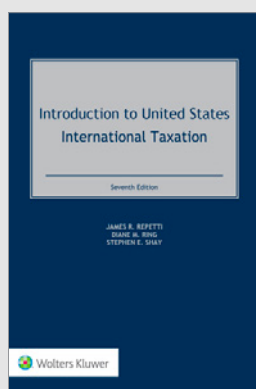 Introduction to United States
International Taxation
Seventh Edition
JAMES R. REPETTI
DIANE M. RING
STEPHEN E. SHAY
Wolters Kluwer